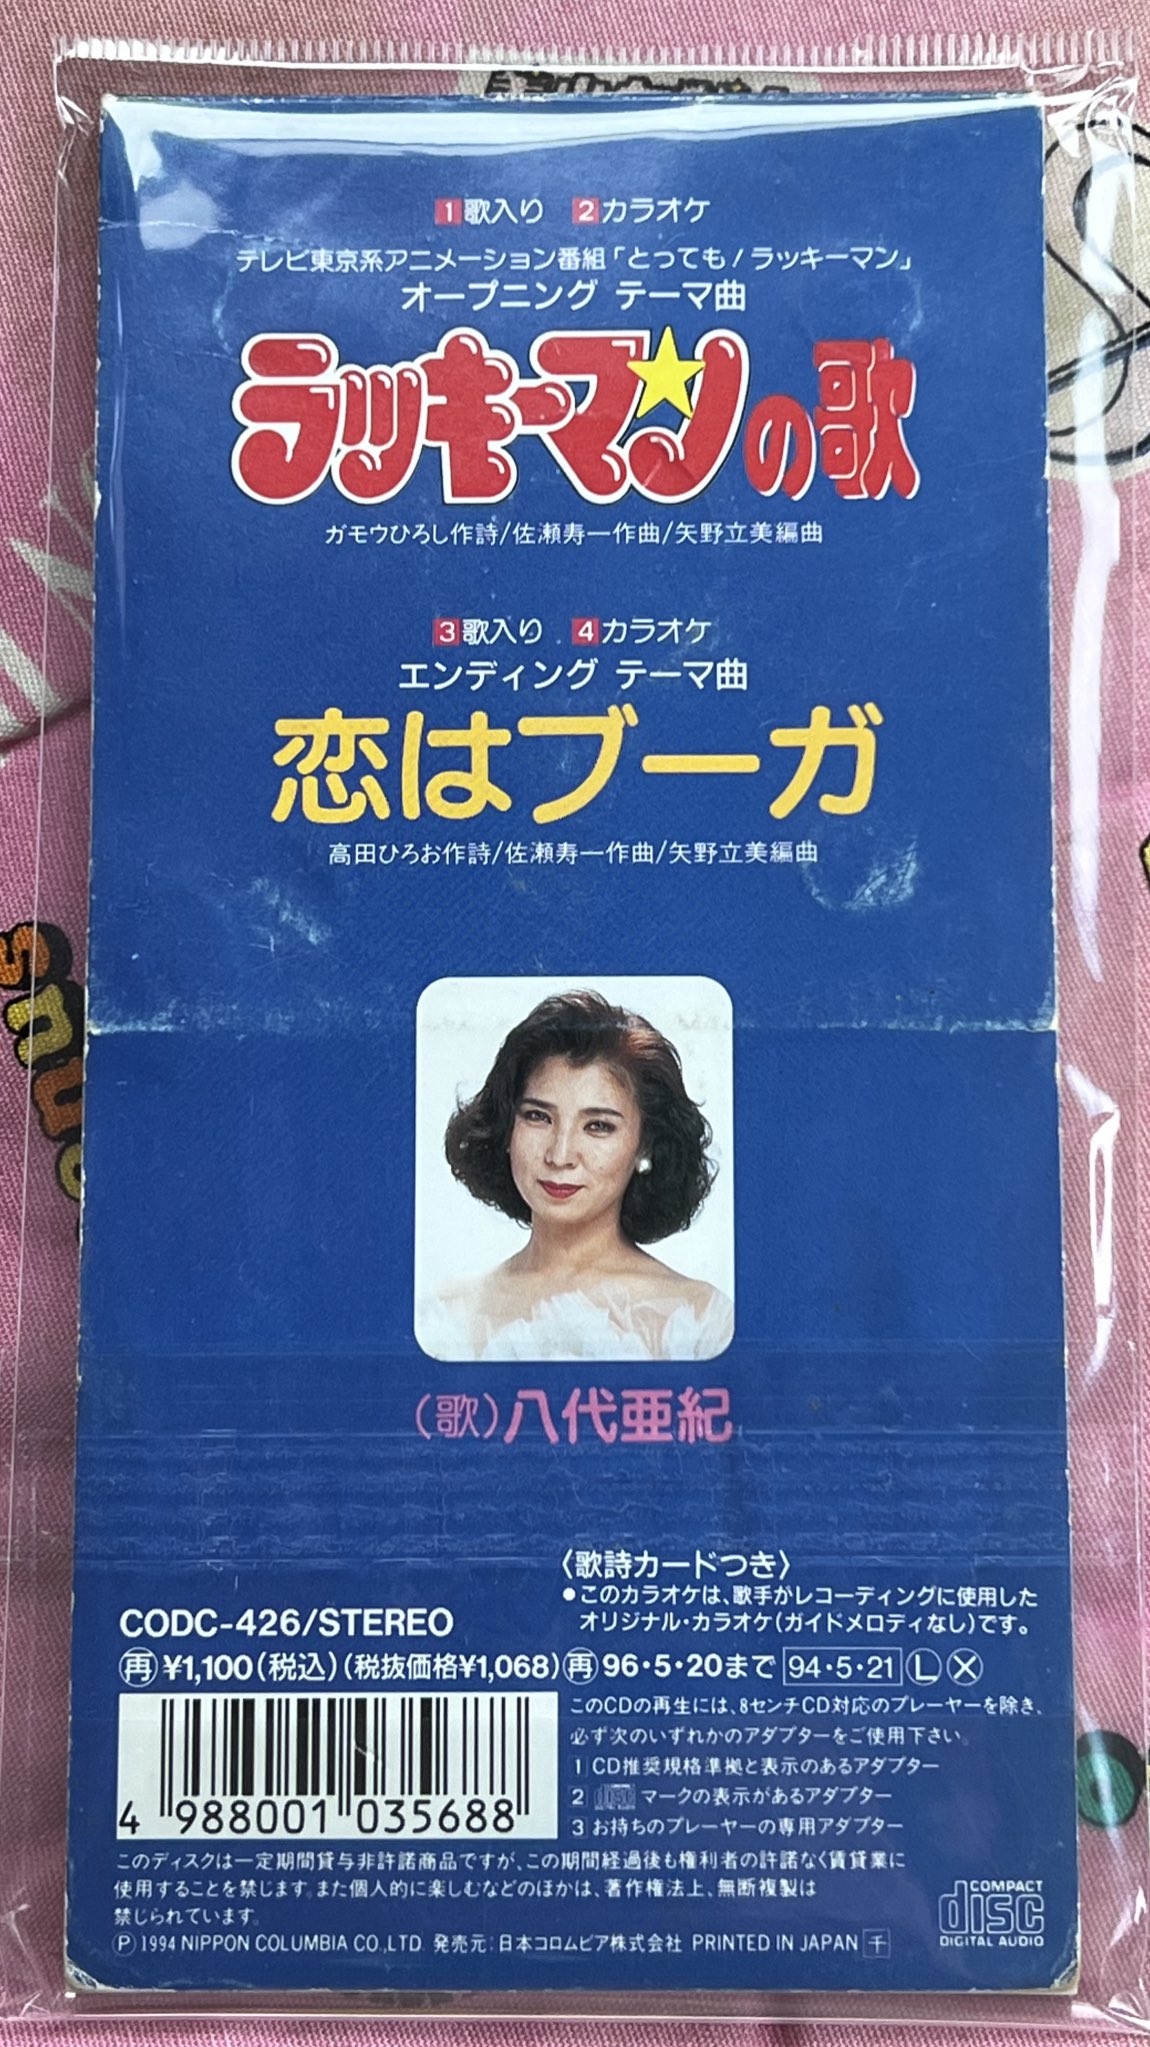 1 歌入り 2 カラオケ
テレビ東京系アニメーション番組「とっても!ラッキーマン」
オープニング テーマ曲
ラッキーマンの歌
ガモウひろし作詩/佐瀬寿一作曲/矢野立美編曲
3 歌入り 4 カラオケ
エンディング テーマ曲
恋はブーガ
高田ひろお作詩/佐瀬寿一作曲/矢野立美編曲
(歌)八代亜紀
〈歌詩カードつき〉
●このカラオケは、歌手がレコーディングに使用した
オリジナル・カラオケ(ガイドメロディなし)です。
CODC-426/STEREO
再 ¥1,100(税込)(税抜価格¥1,068) 再 96・5・20まで 94・5・21 L X
このCDの再生には、8センチCD対応のプレーヤーを除き、
必ず次のいずれかのアダプターをご使用下さい。
1 CD推奨規格準拠と表示のあるアダプター
2 disc マークの表示があるアダプター
3 お持ちのプレーヤーの専用アダプター
4 988001 035688
このディスクは一定期間貸与非許諾商品ですが、この期間経過後も権利者の許諾なく賃貸業に
使用することを禁じます。また個人的に楽しむなどのほかは、著作権法上、無断複製は
禁じられています。
COMPACT
disc
DIGITAL AUDIO
Ⓟ 1994 NIPPON COLUMBIA CO.,LTD. 発売元:日本コロムビア株式会社 PRINTED IN JAPAN 千